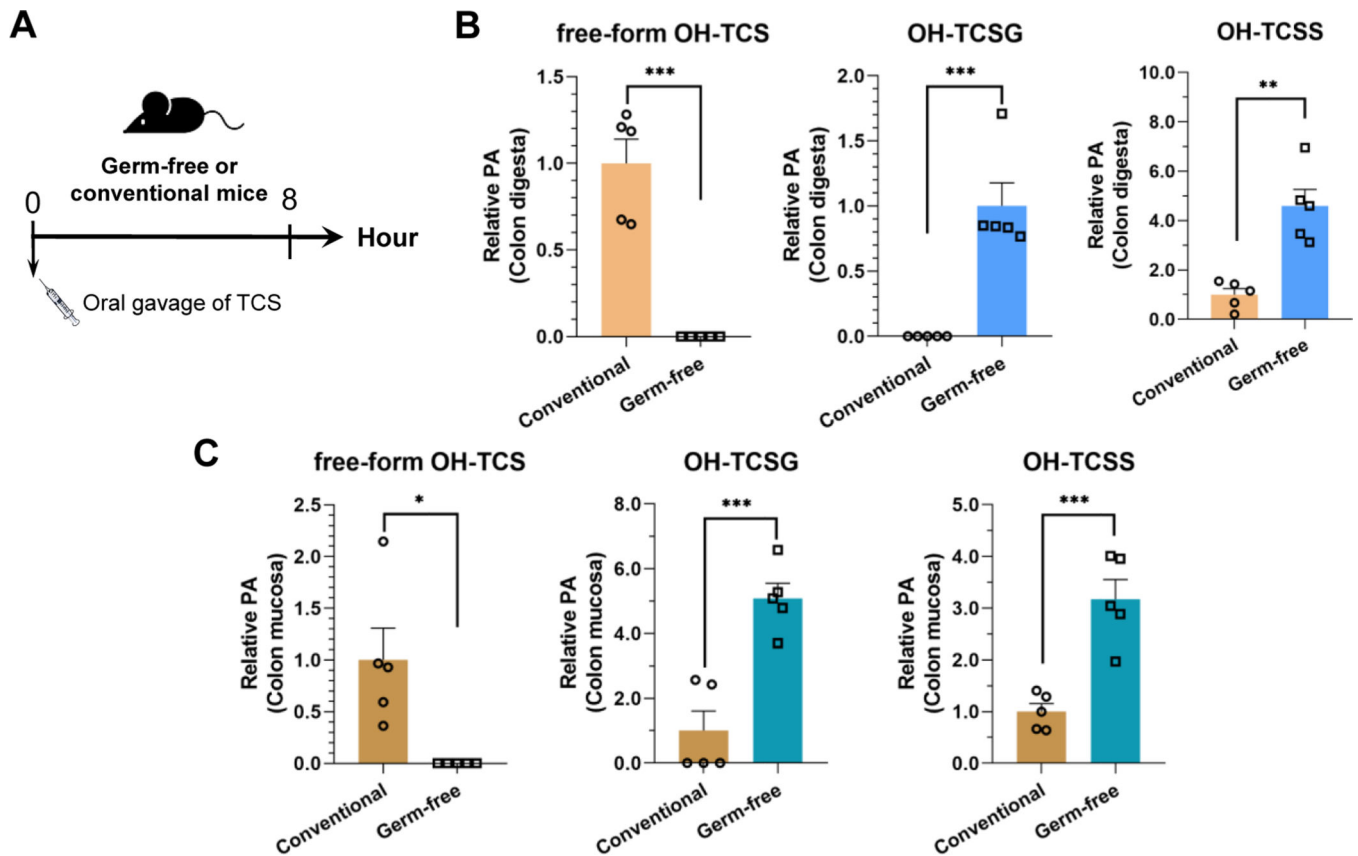 A
Germ-free or
conventional mice
0
8
Hour
Oral gavage of TCS
B
free-form OH-TCS
***
Relative PA
(Colon digesta)
1.5
1.0
0.5
0.0
Conventional
Germ-free
OH-TCSG
***
Relative PA
(Colon digesta)
2.0
1.5
1.0
0.5
0.0
Conventional
Germ-free
OH-TCSS
**
Relative PA
(Colon digesta)
10.0
8.0
6.0
4.0
2.0
0.0
Conventional
Germ-free
C
free-form OH-TCS
*
Relative PA
(Colon mucosa)
2.5
2.0
1.5
1.0
0.5
0.0
Conventional
Germ-free
OH-TCSG
***
Relative PA
(Colon mucosa)
8.0
6.0
4.0
2.0
0.0
Conventional
Germ-free
OH-TCSS
***
Relative PA
(Colon mucosa)
5.0
4.0
3.0
2.0
1.0
0.0
Conventional
Germ-free